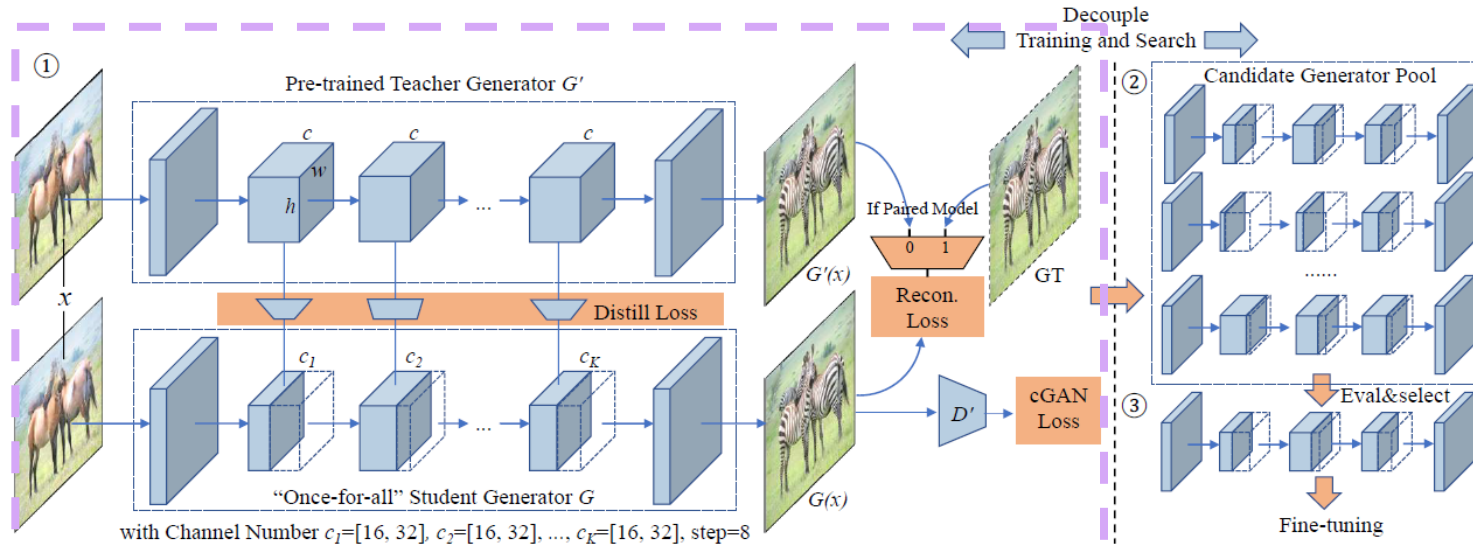 Decouple
Training and Search
①
Pre-trained Teacher Generator G′
c
c
c
w
h
...
If Paired Model
0 1
G′(x)
GT
x
Distill Loss
Recon.
Loss
c1
c2
cK
...
D′
cGAN
Loss
G(x)
“Once-for-all” Student Generator G
with Channel Number c1=[16, 32], c2=[16, 32], ..., cK=[16, 32], step=8
②
Candidate Generator Pool
......
③
Eval&select
Fine-tuning